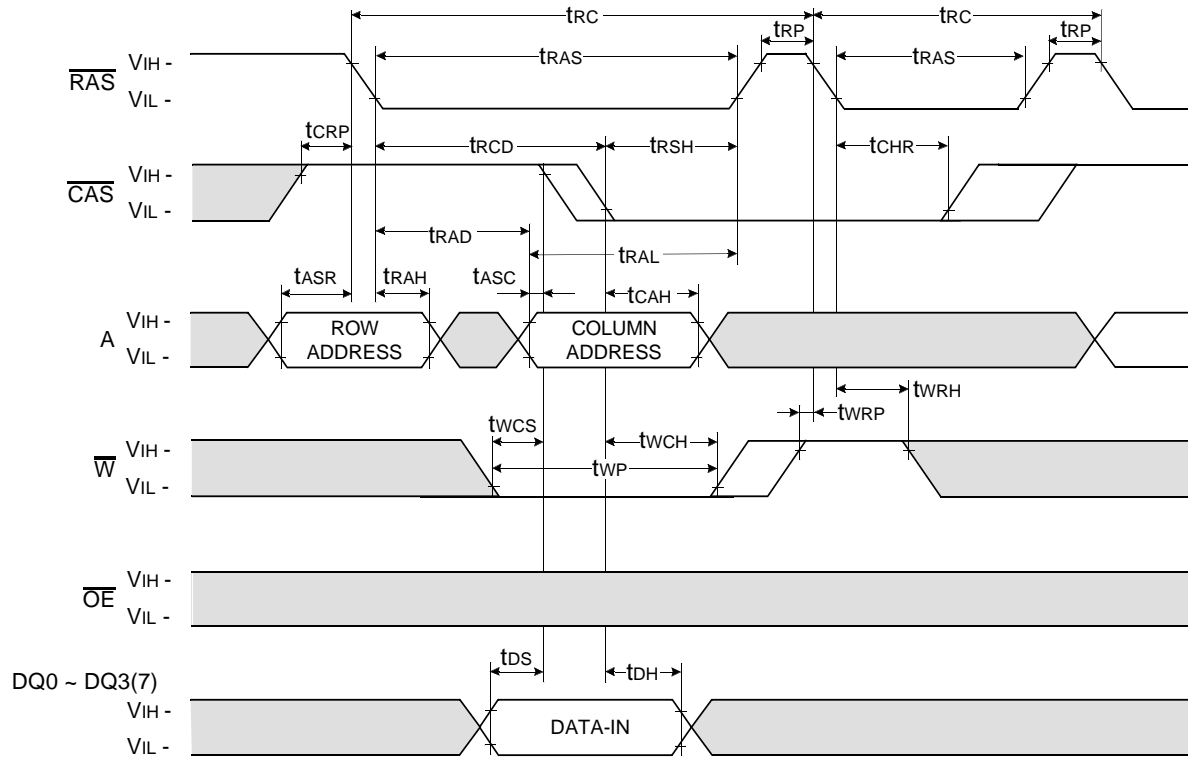 tRC tRC
tRP tRP
RAS VIH - tRAS tRAS
VIL -
tCRP tRCD tRSH tCHR
CAS VIH -
VIL -
tRAD
tRAL
tASR tRAH tASC tCAH
A VIH - ROW ADDRESS COLUMN ADDRESS
VIL -
tWRH
tWRP
tWCS tWCH
W VIH - tWP
VIL -
OE VIH -
VIL -
tDS tDH
DQ0 ~ DQ3(7)
VIH - DATA-IN
VIL -